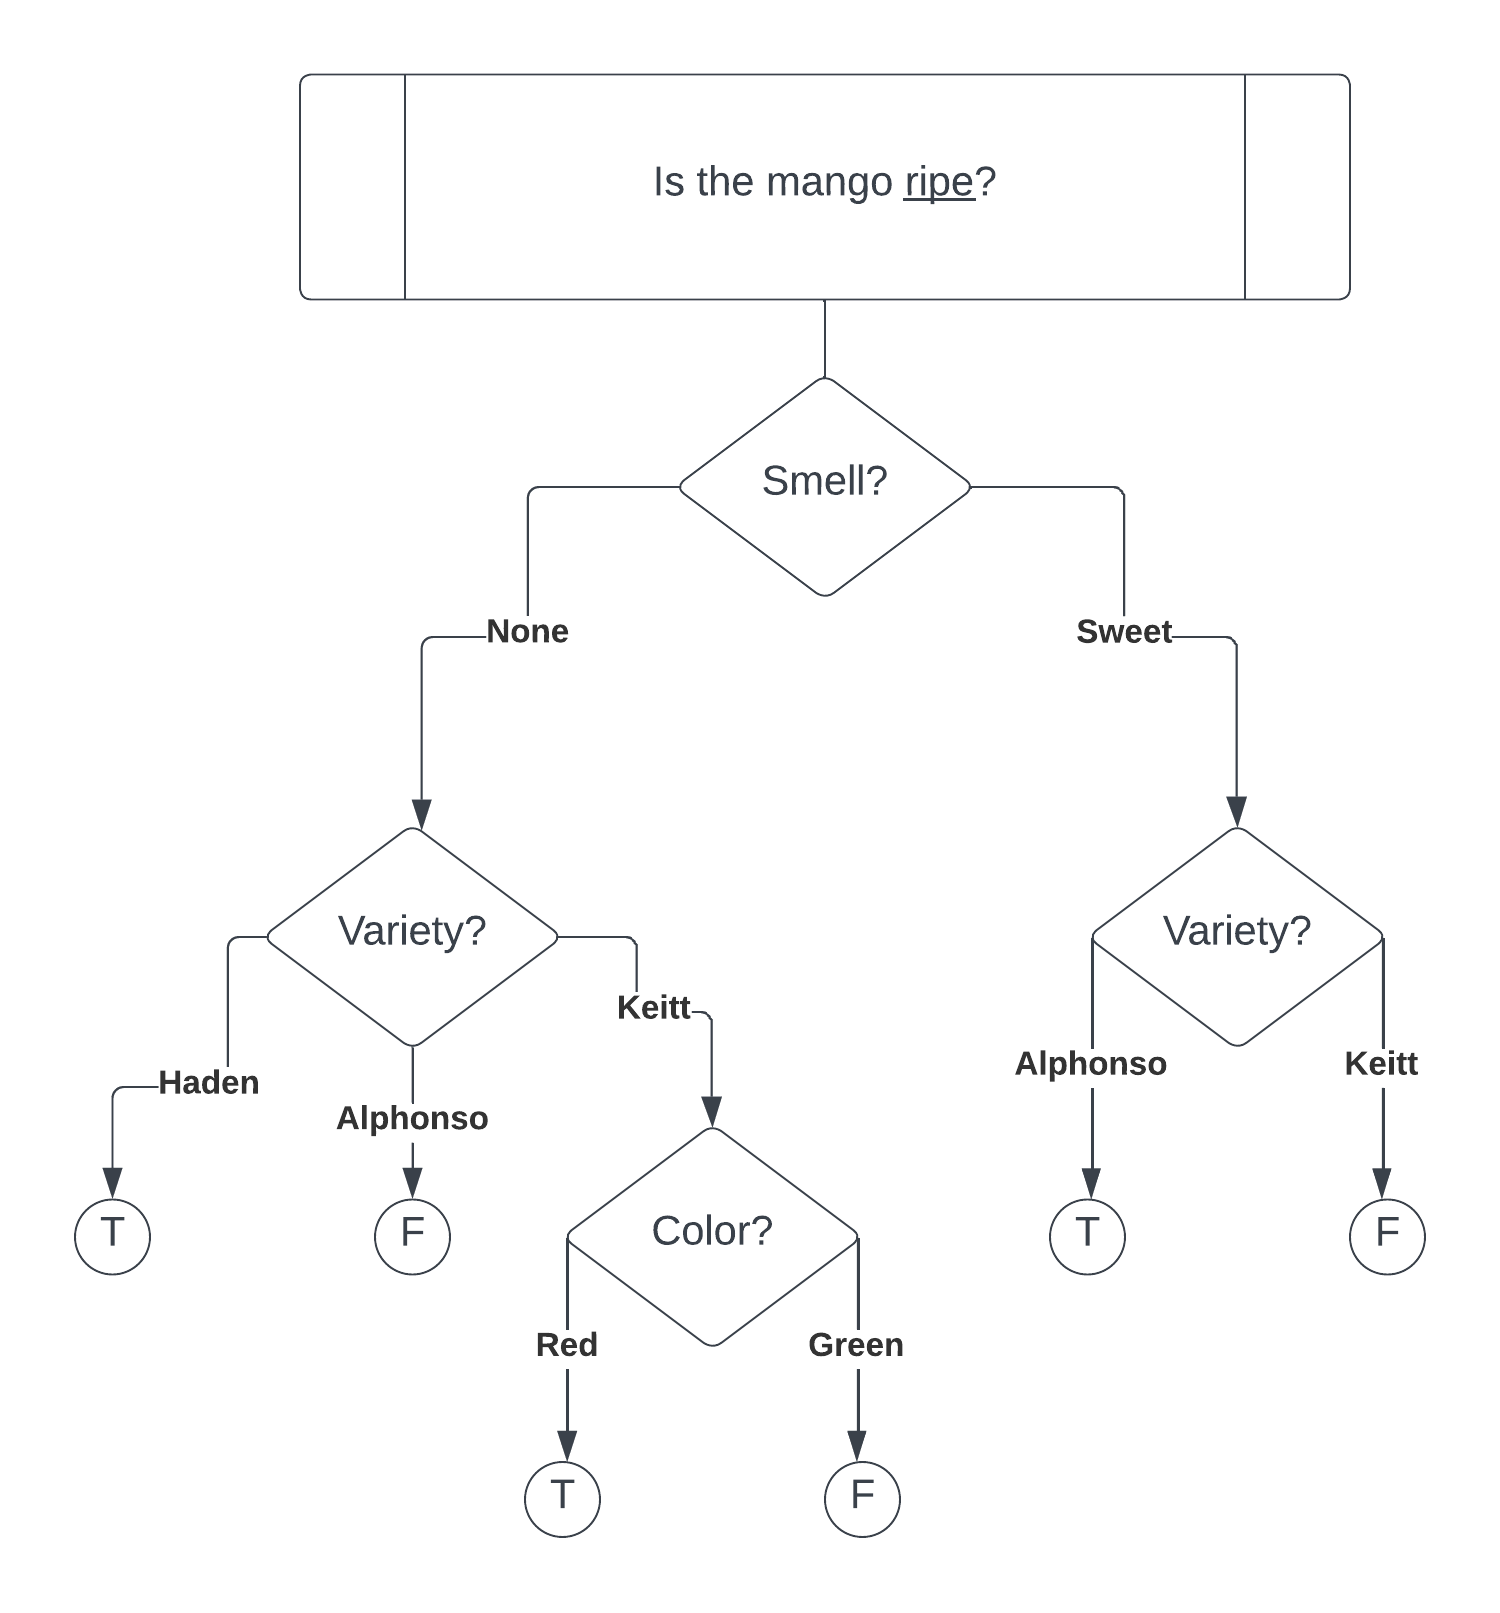 Is the mango ripe?
Smell?
None
Sweet
Variety?
Variety?
Keitt
Alphonso
Keitt
Haden
Alphonso
T
F
Color?
T
F
Red
Green
T
F